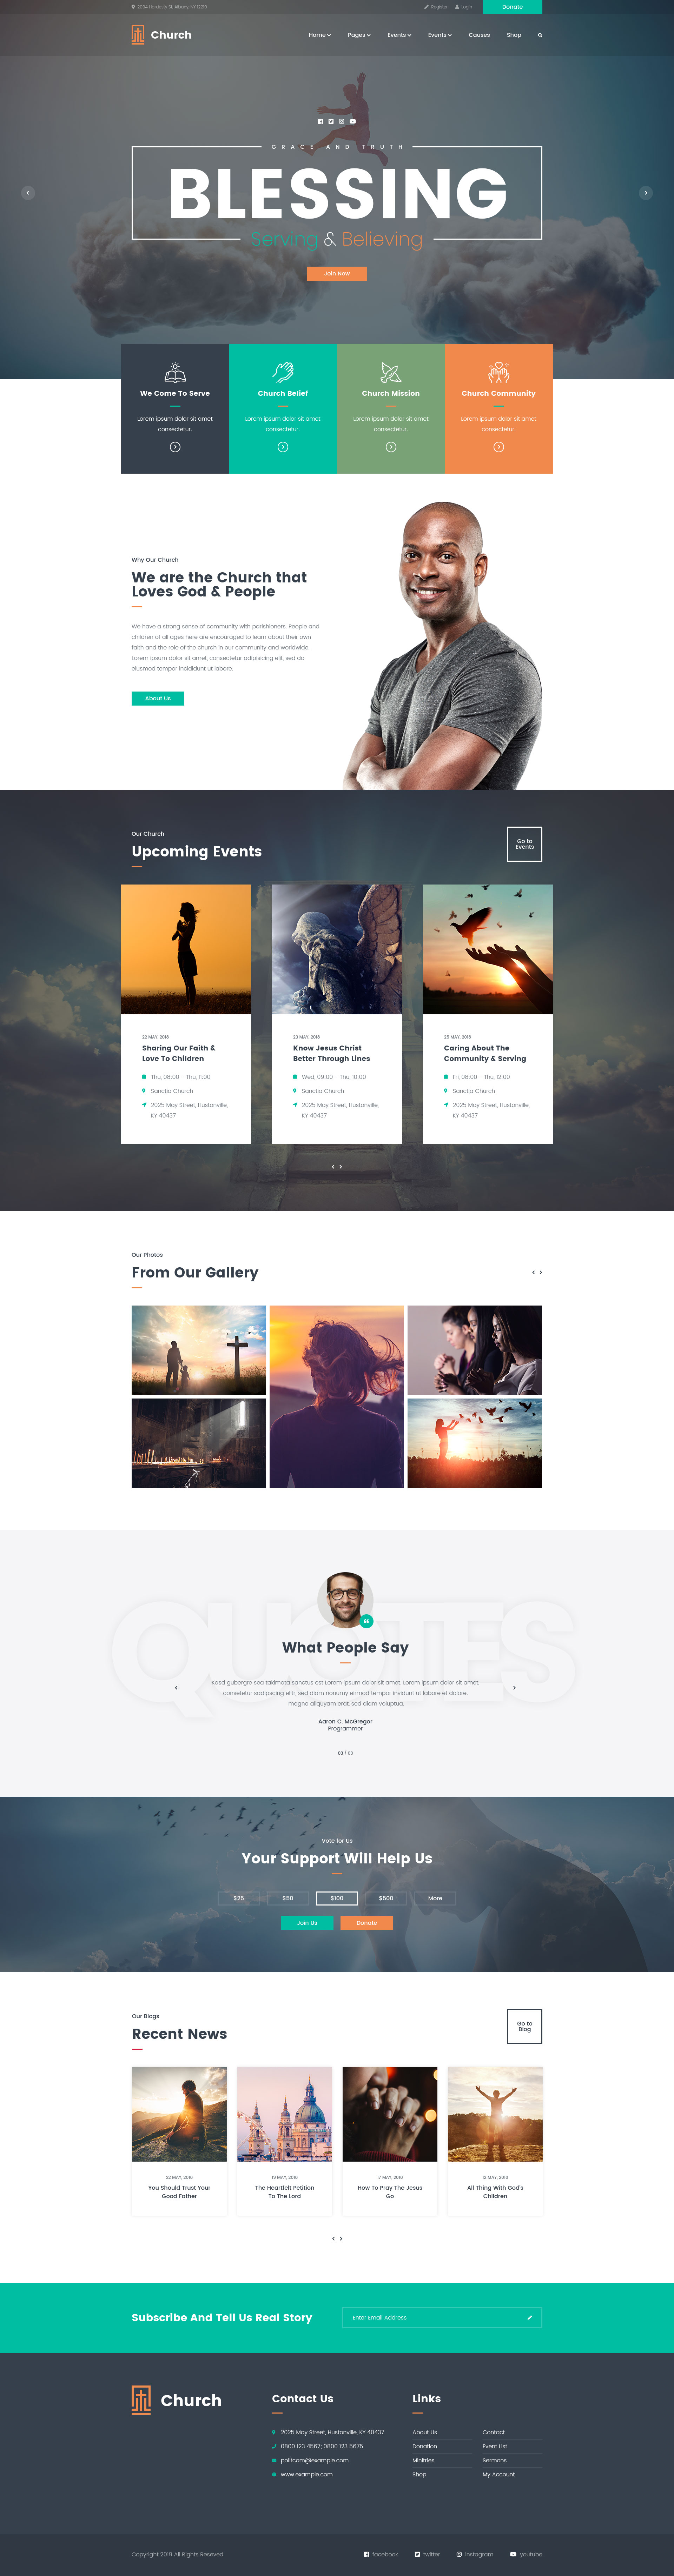 2094 Moclesty St, Albany, NY 12210
Register
Login
Donate
Church
Home
Pages
Events
Events
Causes
Shop
GRACE AND TRUTH
BLESSING
Serving & Believing
Join Now
We Come To Serve
Lorem ipsum dolor sit amet
consectetur.
Church Belief
Lorem ipsum dolor sit amet
consectetur.
Church Mission
Lorem ipsum dolor sit amet
consectetur.
Church Community
Lorem ipsum dolor sit amet
consectetur.
Why Our Church
We are the Church that
Loves God & People
We have a strong sense of community with parishioners. People and
children of all ages here are encouraged to learn about their own
faith and the role of the church in our community and worldwide.
Lorem ipsum dolor sit amet, consectetur adipisicing elit, sed do
eiusmod tempor incididunt ut labore.
About Us
Our Church
Upcoming Events
Go to
Events
22 MAY, 2018
Sharing Our Faith &
Love To Children
Thu, 08:00 - Thu, 11:00
Sanctia Church
2025 May Street, Hustonville,
KY 40437
23 MAY, 2018
Know Jesus Christ
Better Through Lines
Wed, 09:00 - Thu, 10:00
Sanctia Church
2025 May Street, Hustonville,
KY 40437
25 MAY, 2018
Caring About The
Community & Serving
Fri, 08:00 - Thu, 12:00
Sanctia Church
2025 May Street, Hustonville,
KY 40437
Our Photos
From Our Gallery
QUOTES
What People Say
Kasd gubergre sea takimata sanctus est Lorem ipsum dolor sit amet. Lorem ipsum dolor sit amet,
consetetur sadipscing elitr, sed diam nonumy eirmod tempor invidunt ut labore et dolore.
magna aliquyam erat, sed diam voluptua.
Aaron C. McGregor
Programmer
03 / 03
Vote for Us
Your Support Will Help Us
$25
$50
$100
$500
More
Join Us
Donate
Our Blogs
Recent News
Go to
Blog
22 MAY, 2018
You Should Trust Your
Good Father
01 MAY, 2018
The Heartfelt Petition
To The Lord
17 MAY, 2018
How To Pray The Jesus
Go
12 MAY, 2018
All Thing With God's
Children
Subscribe And Tell Us Real Story
Enter Email Address
Church
Contact Us
2025 May Street, Hustonville, KY 40437
0800 123 4567; 0800 123 5675
politcom@example.com
www.example.com
Links
About Us
Donation
Minitries
Shop
Contact
Event List
Sermons
My Account
Copyright 2019 All Rights Reseved
facebook
twitter
instagram
youtube